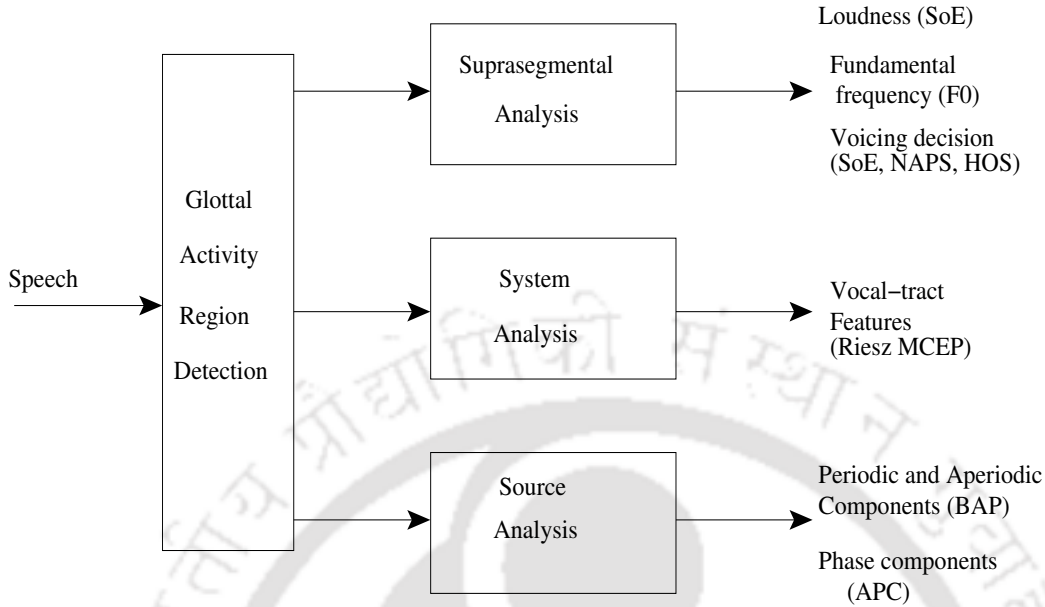 Speech
Glottal
Activity
Region
Detection
Suprasegmental
Analysis
Loudness (SoE)
Fundamental
frequency (F0)
Voicing decision
(SoE, NAPS, HOS)
System
Analysis
Vocal−tract
Features
(Riesz MCEP)
Source
Analysis
Periodic and Aperiodic
Components (BAP)
Phase components
(APC)